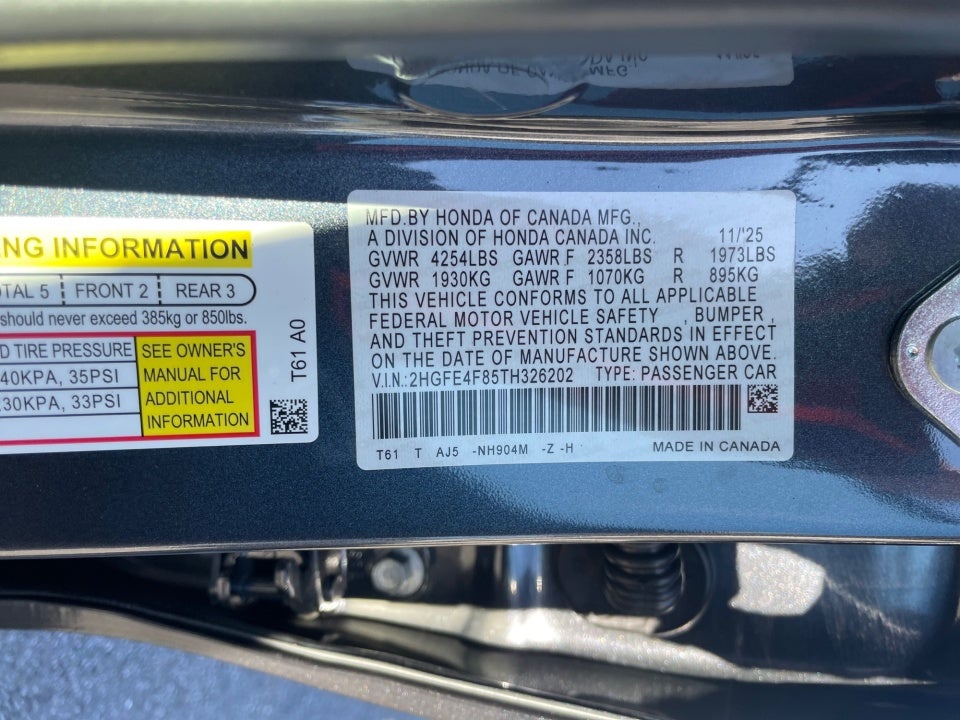 NG INFORMATION
OTAL 5 FRONT 2 REAR 3
should never exceed 385kg or 850lbs.
D TIRE PRESSURE
40KPA, 35PSI
30KPA, 33PSI
SEE OWNER'S
MANUAL FOR
ADDITIONAL
INFORMATION
T61 A0
MFD.BY HONDA OF CANADA MFG.,
A DIVISION OF HONDA CANADA INC. 11/'25
GVWR 4254LBS GAWR F 2358LBS R 1973LBS
GVWR 1930KG GAWR F 1070KG R 895KG
THIS VEHICLE CONFORMS TO ALL APPLICABLE
FEDERAL MOTOR VEHICLE SAFETY , BUMPER ,
AND THEFT PREVENTION STANDARDS IN EFFECT
ON THE DATE OF MANUFACTURE SHOWN ABOVE.
V.I.N.:2HGFE4F85TH326202 TYPE: PASSENGER CAR
T61 T AJ5 -NH904M -Z -H MADE IN CANADA